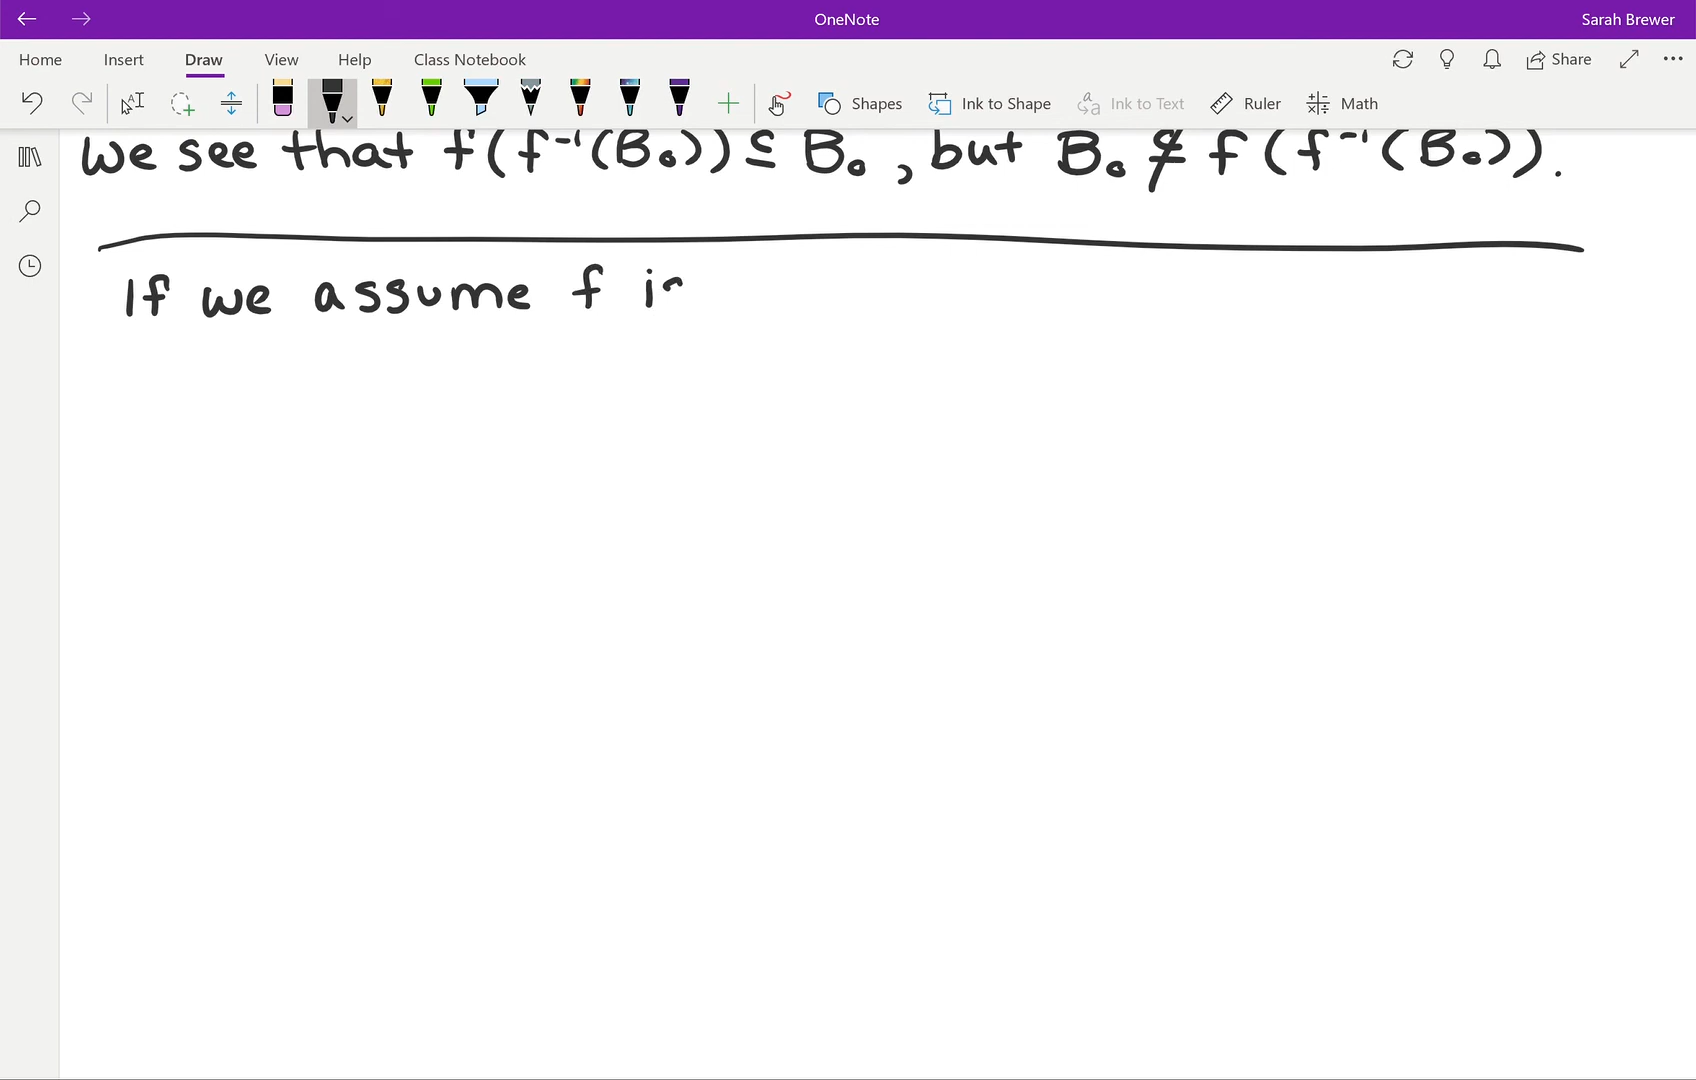 OneNote
Sarah Brewer
Home Insert Draw View Help Class Notebook
Share
Shapes Ink to Shape Ink to Text Ruler Math
We see that f(f⁻¹(B₀)) ⊆ B₀, but B₀ ⊈ f(f⁻¹(B₀)).
If we assume f i